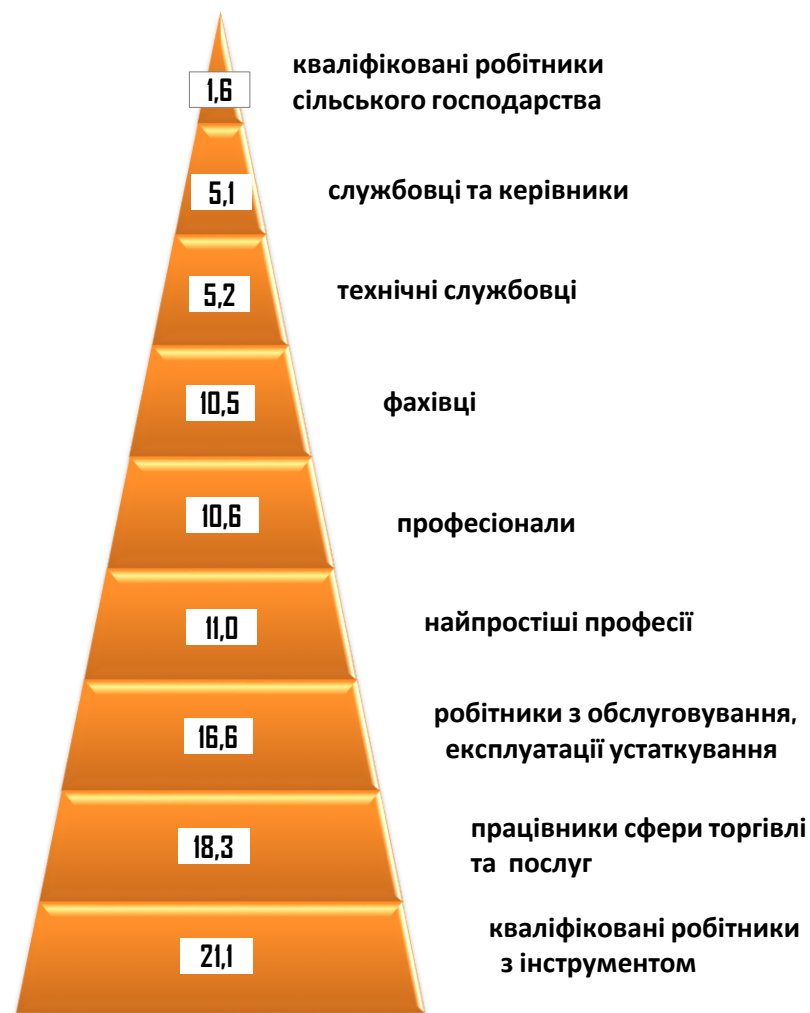 кваліфіковані робітники
1,6
сільського господарства
5,1
службовці та керівники
5,2
технічні службовці
10,5
фахівці
10,6
професіонали
11,0
найпростіші професії
16,6
робітники з обслуговування,
експлуатації устаткування
18,3
працівники сфери торгівлі
та послуг
21,1
кваліфіковані робітники
з інструментом